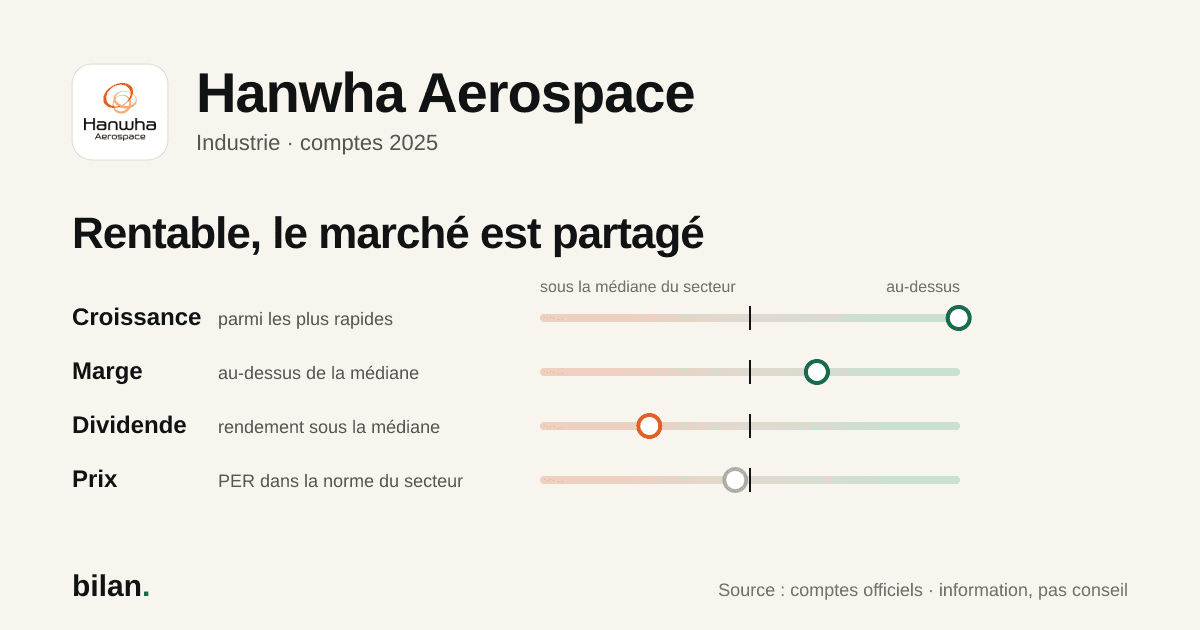 Hanwha
Aerospace
Hanwha Aerospace
Industrie · comptes 2025
Rentable, le marché est partagé
sous la médiane du secteur au-dessus
Croissance parmi les plus rapides
Marge au-dessus de la médiane
Dividende rendement sous la médiane
Prix PER dans la norme du secteur
bilan.
Source : comptes officiels · information, pas conseil